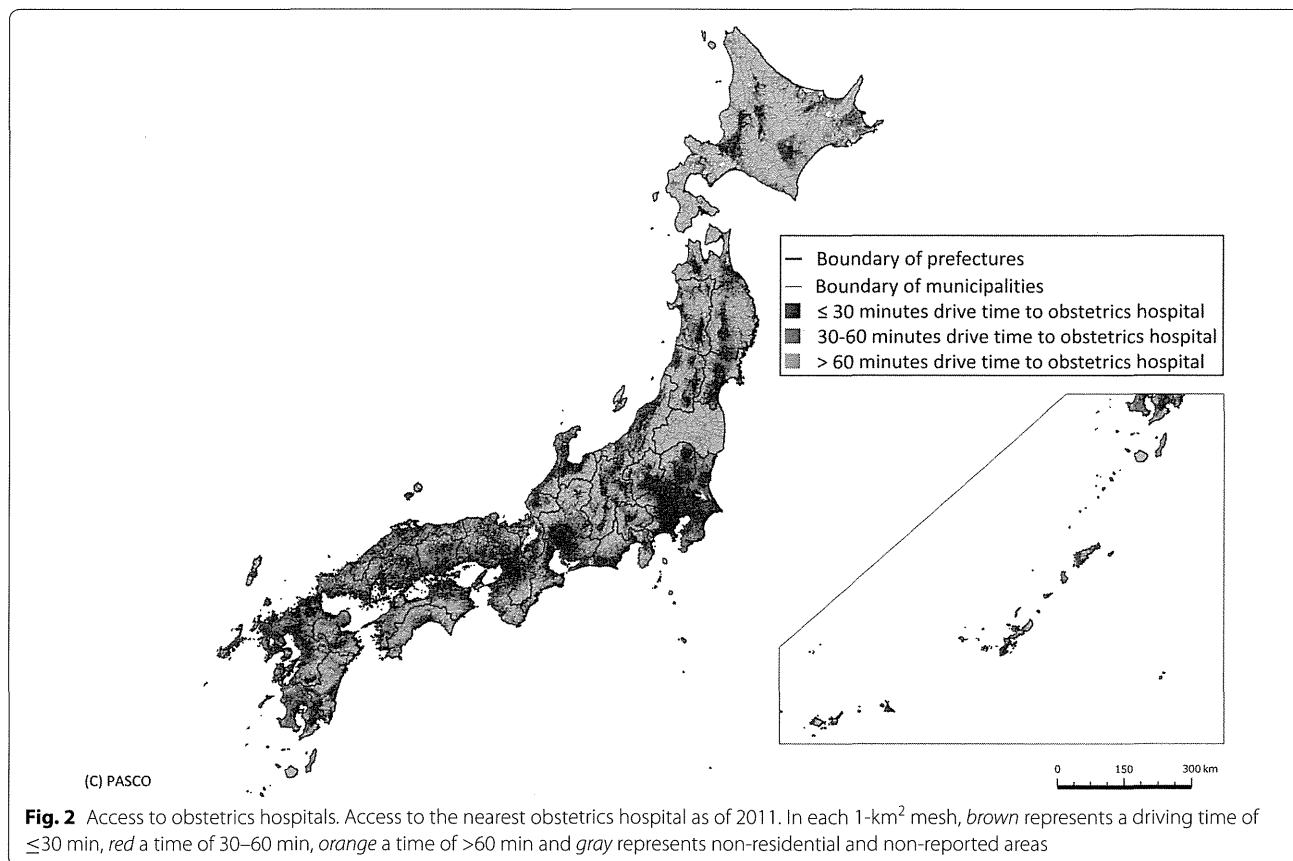 — Boundary of prefectures
— Boundary of municipalities
≤ 30 minutes drive time to obstetrics hospital
30-60 minutes drive time to obstetrics hospital
> 60 minutes drive time to obstetrics hospital
0 150 300 km
(C) PASCO
Fig. 2 Access to obstetrics hospitals. Access to the nearest obstetrics hospital as of 2011. In each 1-km² mesh, brown represents a driving time of
≤30 min, red a time of 30–60 min, orange a time of >60 min and gray represents non-residential and non-reported areas